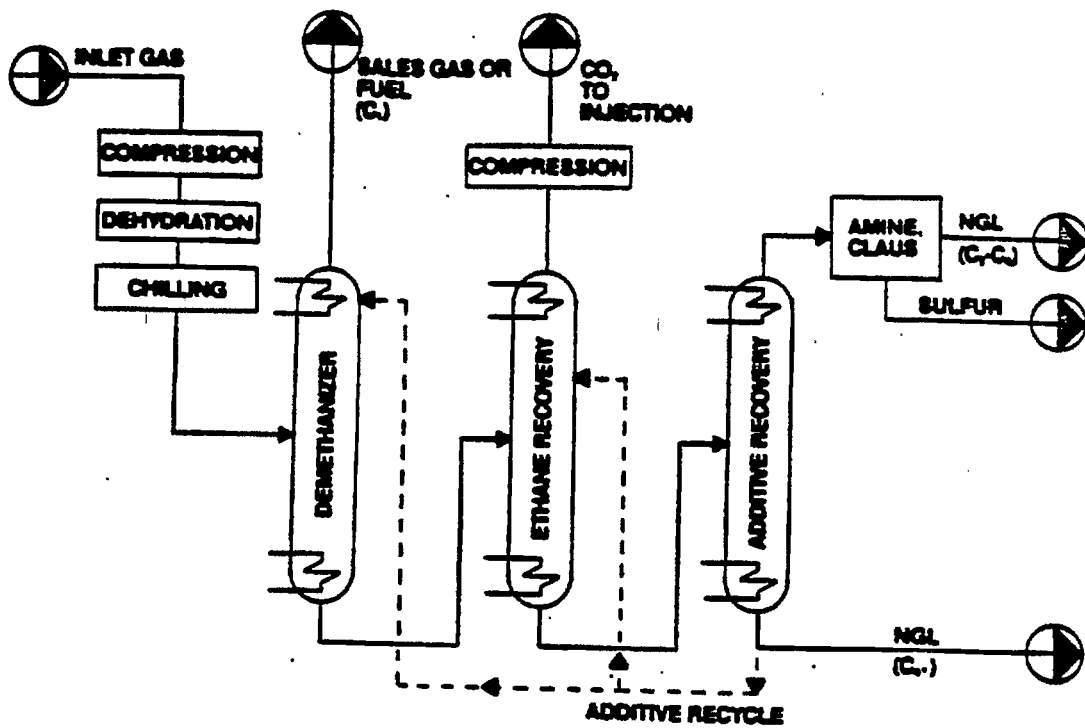 INLET GAS
SALES GAS OR
FUEL
CO₂
TO
INJECTION
COMPRESSION
COMPRESSION
DEHYDRATION
CHILLING
AMINE,
CLAUS
NGL
SULFUR
DEMETHANIZER
ETHANE RECOVERY
ADDITIVE RECOVERY
NGL
ADDITIVE RECYCLE